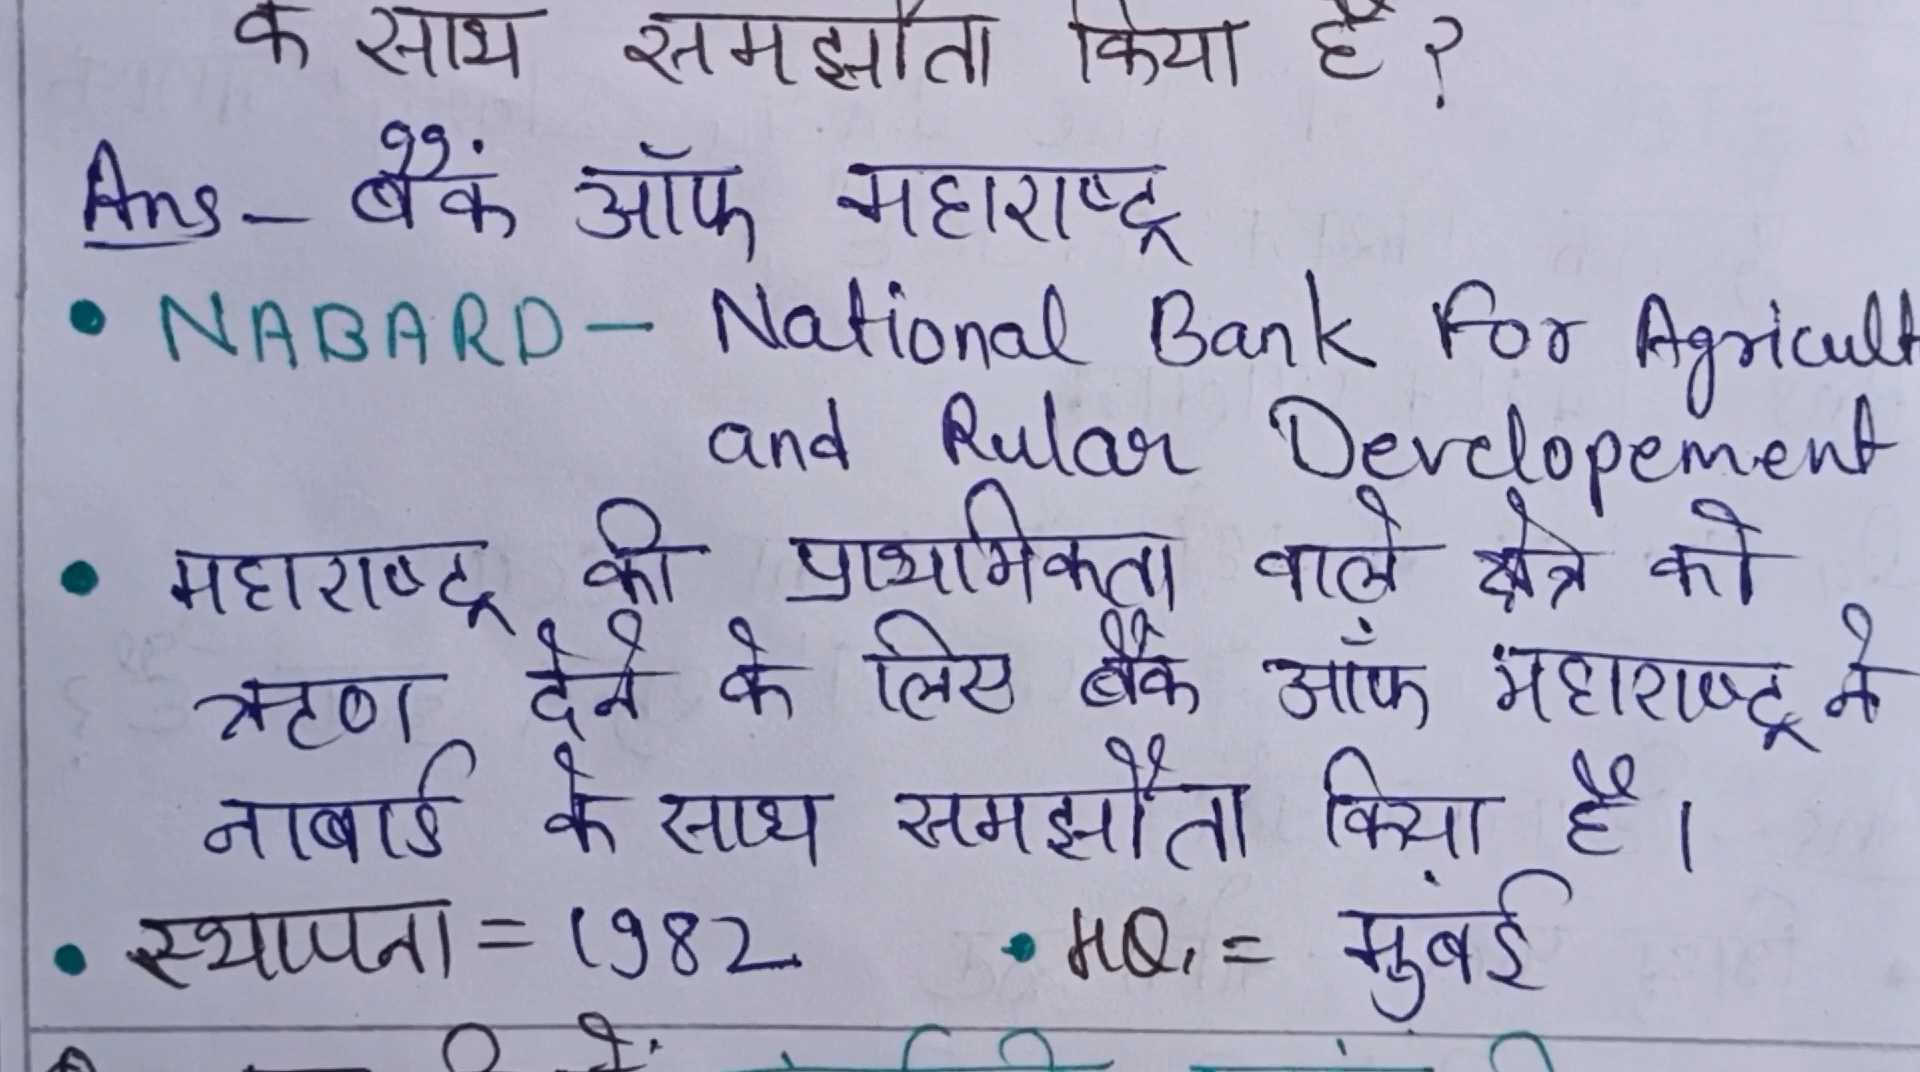 के साथ समझौता किया है?
Ans - बैंक ऑफ महाराष्ट्र
• NABARD - National Bank For Agricult
and Rular Developement
• महाराष्ट्र की प्राथमिकता वाले क्षेत्र को
ऋण देने के लिए बैंक ऑफ महाराष्ट्र ने
नाबार्ड के साथ समझौता किया है।
• स्थापना = 1982 • HQ. = मुंबई